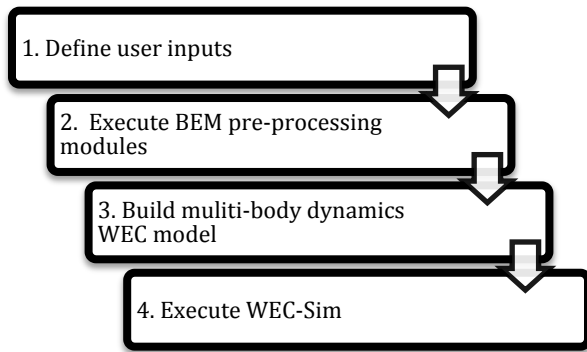 1. Define user inputs
2. Execute BEM pre-processing
modules
3. Build muliti-body dynamics
WEC model
4. Execute WEC-Sim